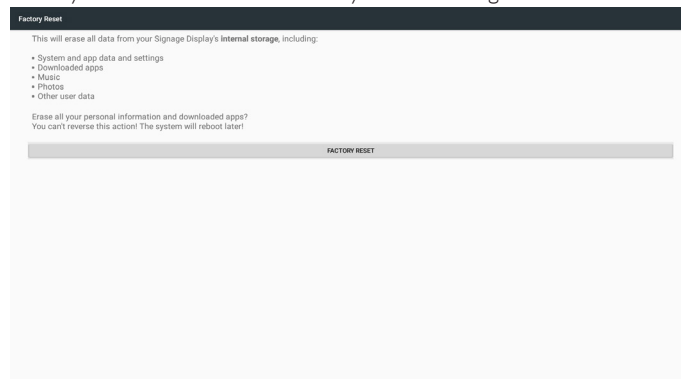 Factory Reset
This will erase all data from your Signage Display's internal storage, including:
• System and app data and settings
• Downloaded apps
• Music
• Photos
• Other user data
Erase all your personal information and downloaded apps?
You can't reverse this action! The system will reboot later!
FACTORY RESET